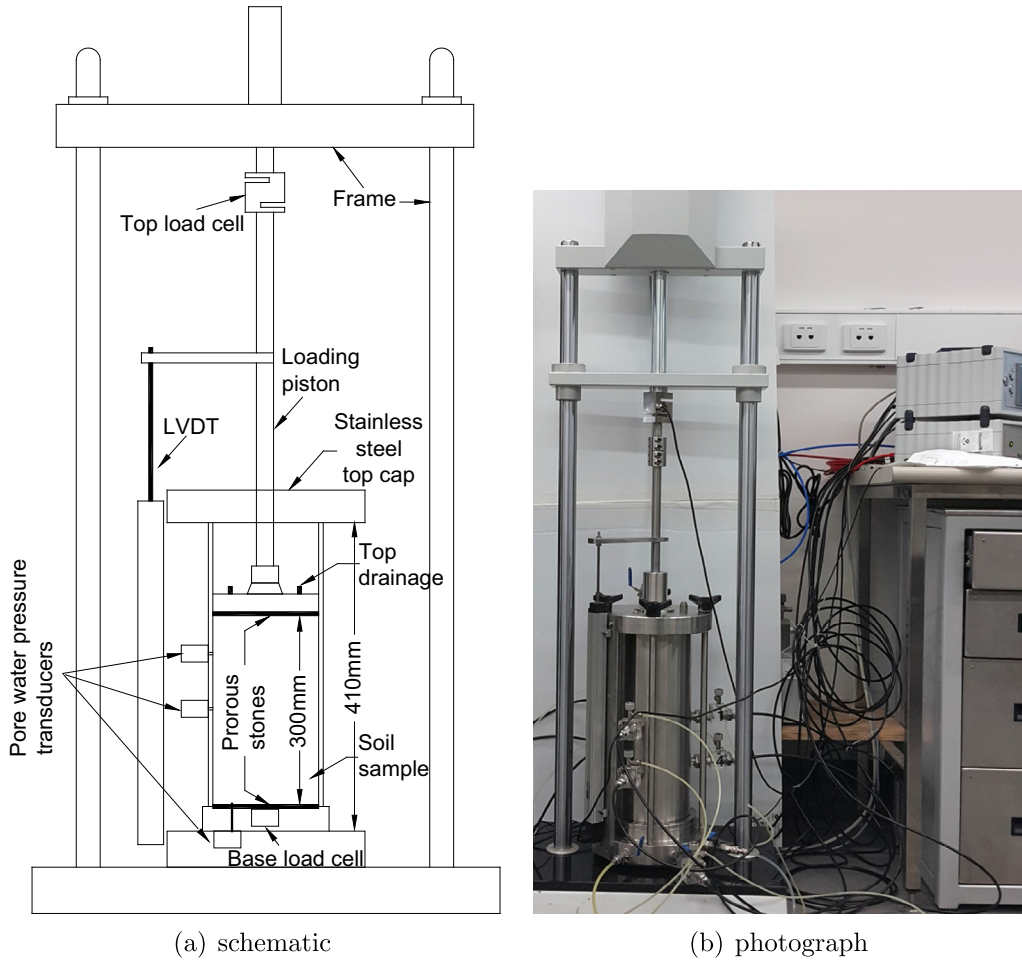 Top load cell
Frame
Loading
piston
LVDT
Stainless
steel
top cap
Top
drainage
Pore water pressure
transducers
Prorous
stones
300mm
410mm
Soil
sample
Base load cell
(a) schematic
(b) photograph